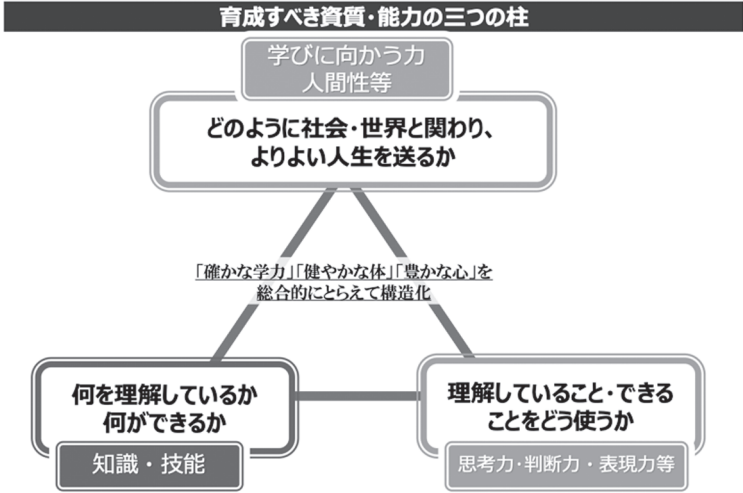 育成すべき資質・能力の三つの柱
学びに向かう力
人間性等
どのように社会・世界と関わり、
よりよい人生を送るか
「確かな学力」「健やかな体」「豊かな心」を
総合的にとらえて構造化
何を理解しているか
何ができるか
知識・技能
理解していること・できる
ことをどう使うか
思考力・判断力・表現力等